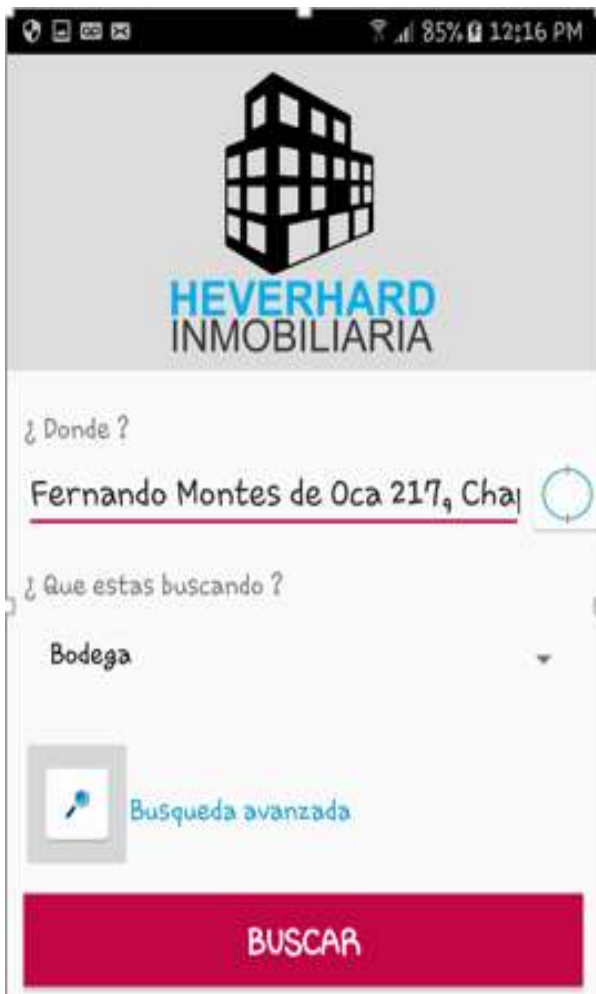 85% 12:16 PM
HEVERHARD
INMOBILIARIA
¿ Donde ?
Fernando Montes de Oca 217, Cha
¿ Que estas buscando ?
Bodega
Busqueda avanzada
BUSCAR